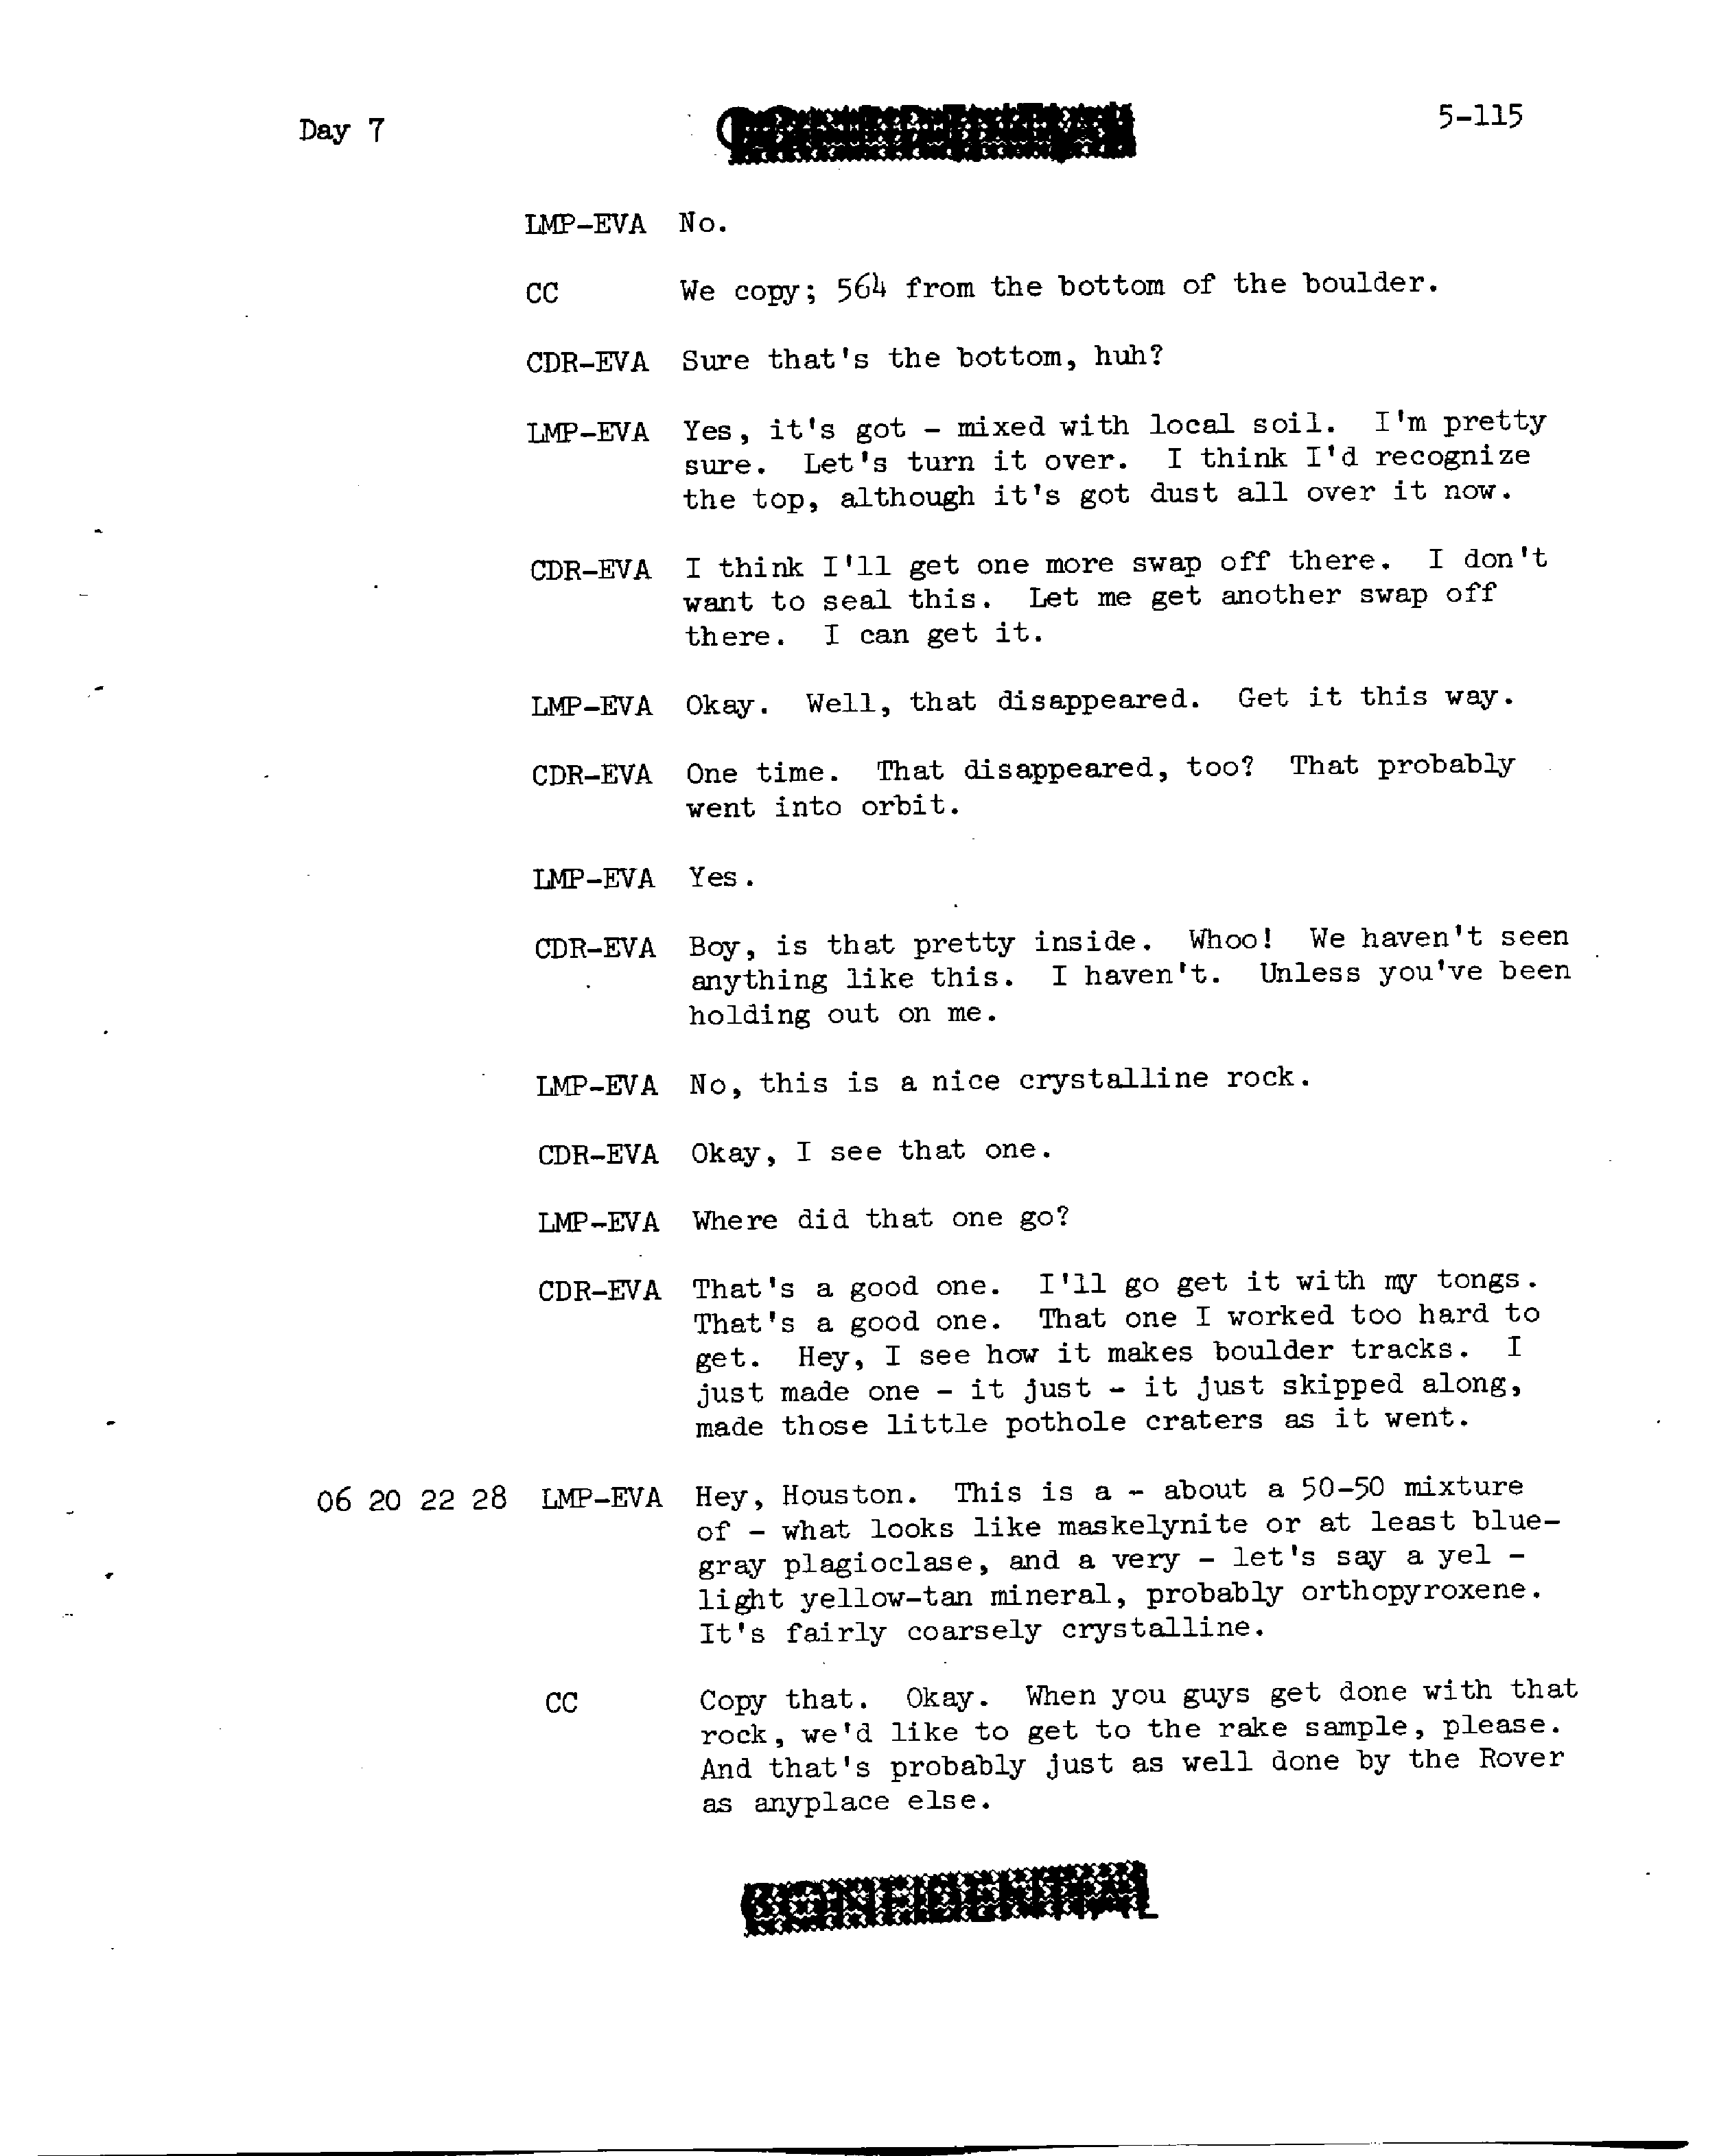 Day 7
5-115
LMP-EVA No.
CC We copy; 564 from the bottom of the boulder.
CDR-EVA Sure that's the bottom, huh?
LMP-EVA Yes, it's got - mixed with local soil. I'm pretty
sure. Let's turn it over. I think I'd recognize
the top, although it's got dust all over it now.
CDR-EVA I think I'll get one more swap off there. I don't
want to seal this. Let me get another swap off
there. I can get it.
LMP-EVA Okay. Well, that disappeared. Get it this way.
CDR-EVA One time. That disappeared, too? That probably
went into orbit.
LMP-EVA Yes.
CDR-EVA Boy, is that pretty inside. Whoo! We haven't seen
anything like this. I haven't. Unless you've been
holding out on me.
LMP-EVA No, this is a nice crystalline rock.
CDR-EVA Okay, I see that one.
LMP-EVA Where did that one go?
CDR-EVA That's a good one. I'll go get it with my tongs.
That's a good one. That one I worked too hard to
get. Hey, I see how it makes boulder tracks. I
just made one - it just - it just skipped along,
made those little pothole craters as it went.
06 20 22 28 LMP-EVA Hey, Houston. This is a - about a 50-50 mixture
of - what looks like maskelynite or at least blue-
gray plagioclase, and a very - let's say a yel -
light yellow-tan mineral, probably orthopyroxene.
It's fairly coarsely crystalline.
CC Copy that. Okay. When you guys get done with that
rock, we'd like to get to the rake sample, please.
And that's probably just as well done by the Rover
as anyplace else.
CONFIDENTIAL